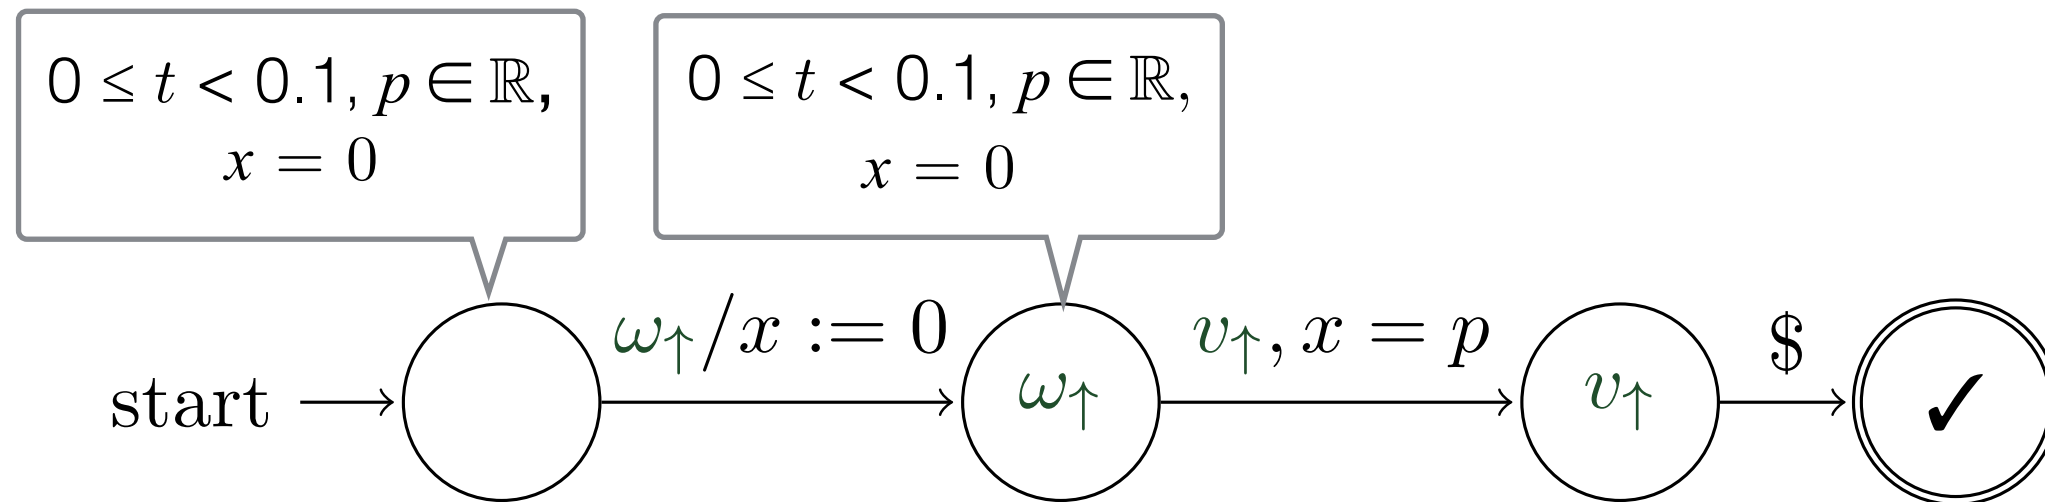 0 ≤ t < 0.1, p ∈ ℝ,
x = 0
0 ≤ t < 0.1, p ∈ ℝ,
x = 0
start
ω↑/x := 0
ω↑
v↑, x = p
v↑
$
✓